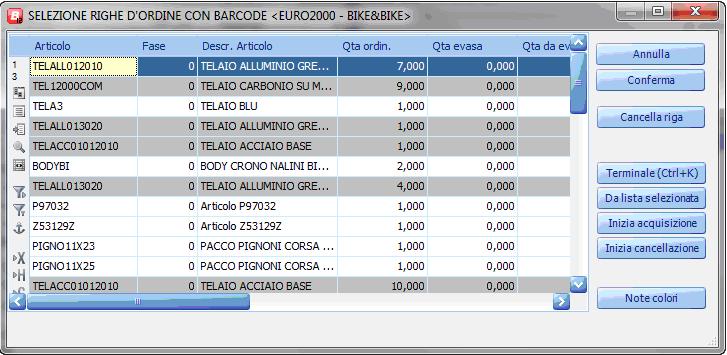 SELEZIONE RIGHE D'ORDINE CON BARCODE <EURO2000 - BIKE&BIKE>
Articolo Fase Descr. Articolo Qta ordin. Qta evasa Qta da ev
TELALL012010 0 TELAIO ALLUMINIO GRE... 7,000 0,000
TEL12000COM 0 TELAIO CARBONIO SU M... 9,000 0,000
TELA3 0 TELAIO BLU 1,000 0,000
TELALL013020 0 TELAIO ALLUMINIO GRE... 1,000 0,000
TELACC01012010 0 TELAIO ACCIAIO BASE 1,000 0,000
BODYBI 0 BODY CRONO NALINI BI... 2,000 0,000
TELALL013020 0 TELAIO ALLUMINIO GRE... 4,000 0,000
P97032 0 Articolo P97032 1,000 0,000
Z53129Z 0 Articolo Z53129Z 1,000 0,000
PIGNO11X23 0 PACCO PIGNONI CORSA ... 1,000 0,000
PIGNO11X25 0 PACCO PIGNONI CORSA ... 1,000 0,000
TELACC01012010 0 TELAIO ACCIAIO BASE 10,000 0,000
Annulla
Conferma
Cancella riga
Terminale (Ctrl+K)
Da lista selezionata
Inizia acquisizione
Inizia cancellazione
Note colori